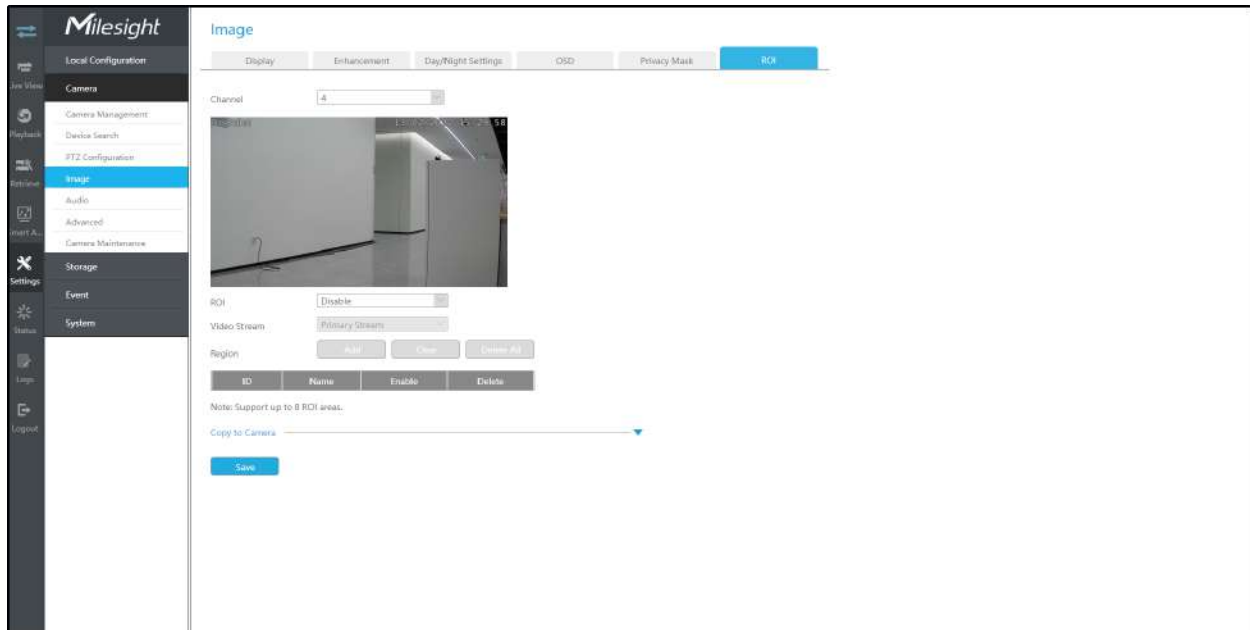 Milesight
Image
Local Configuration
Display Enhancement Day/Night Settings OSD Privacy Mask ROI
Live View
Camera
Channel 4
Camera Management
Playback
Device Search
PTZ Configuration
Retrieve
Image
Audio
Advanced
Smart A...
Camera Maintenance
Storage
Settings
Event
ROI Disable
System
Status
Video Stream Primary Stream
Region Add Clear Delete All
Logs
ID Name Enable Delete
Note: Support up to 8 ROI areas.
Logout
Copy to Camera
Save